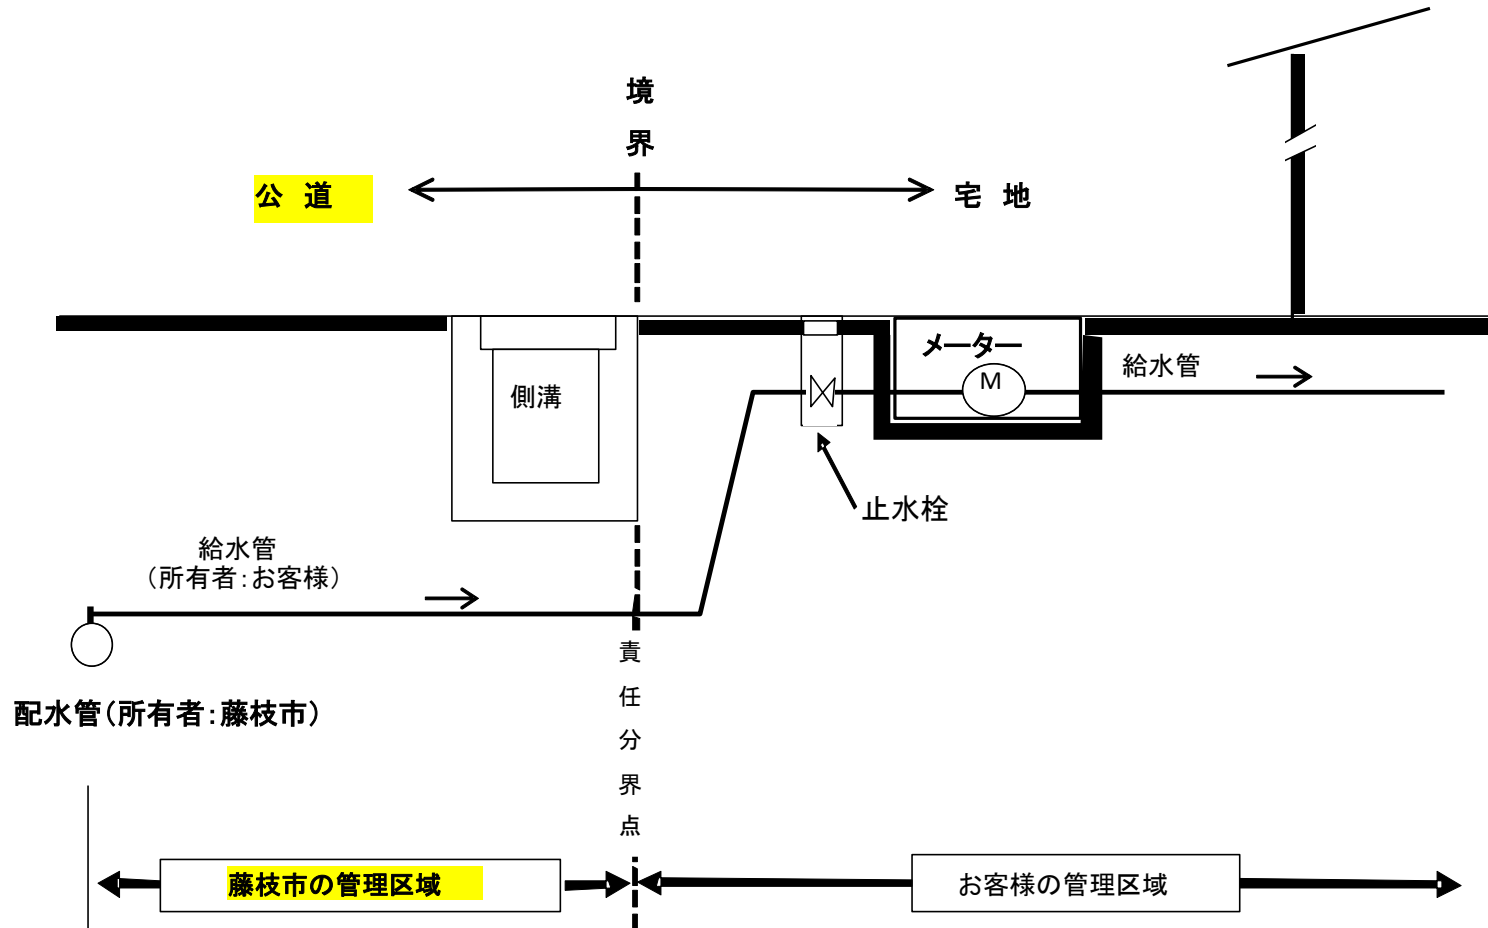 境
界
公　道
宅　地
メーター
M
給水管
側溝
止水栓
給水管
（所有者：お客様）
配水管（所有者：藤枝市）
責
任
分
界
点
藤枝市の管理区域
お客様の管理区域